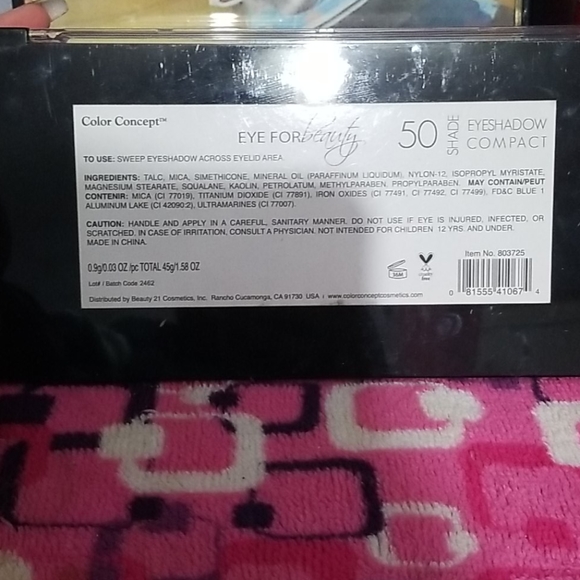 Color Concept™
EYE FOR beauty 50 SHADE EYESHADOW COMPACT
TO USE: SWEEP EYESHADOW ACROSS EYELID AREA
INGREDIENTS: TALC, MICA, SIMETHICONE, MINERAL OIL (PARAFFINUM LIQUIDUM), NYLON-12, ISOPROPYL MYRISTATE,
MAGNESIUM STEARATE, SQUALANE, KAOLIN, PETROLATUM, METHYLPARABEN, PROPYLPARABEN. MAY CONTAIN/PEUT
CONTENIR: MICA (CI 77019), TITANIUM DIOXIDE (CI 77891), IRON OXIDES (CI 77491, CI 77492, CI 77499), FD&C BLUE 1
ALUMINUM LAKE (CI 42090:2), ULTRAMARINES (CI 77007).
CAUTION: HANDLE AND APPLY IN A CAREFUL, SANITARY MANNER. DO NOT USE IF EYE IS INJURED, INFECTED, OR
SCRATCHED. IN CASE OF IRRITATION, CONSULT A PHYSICIAN. NOT INTENDED FOR CHILDREN 12 YRS. AND UNDER.
MADE IN CHINA.
Item No. 803725
0.9g/0.03 OZ /pc TOTAL 45g/1.58 OZ
36M
Lot# / Batch Code 2462
Distributed by Beauty 21 Cosmetics, Inc. Rancho Cucamonga, CA 91730 USA | www.colorconceptcosmetics.com
0 81555 41067 4